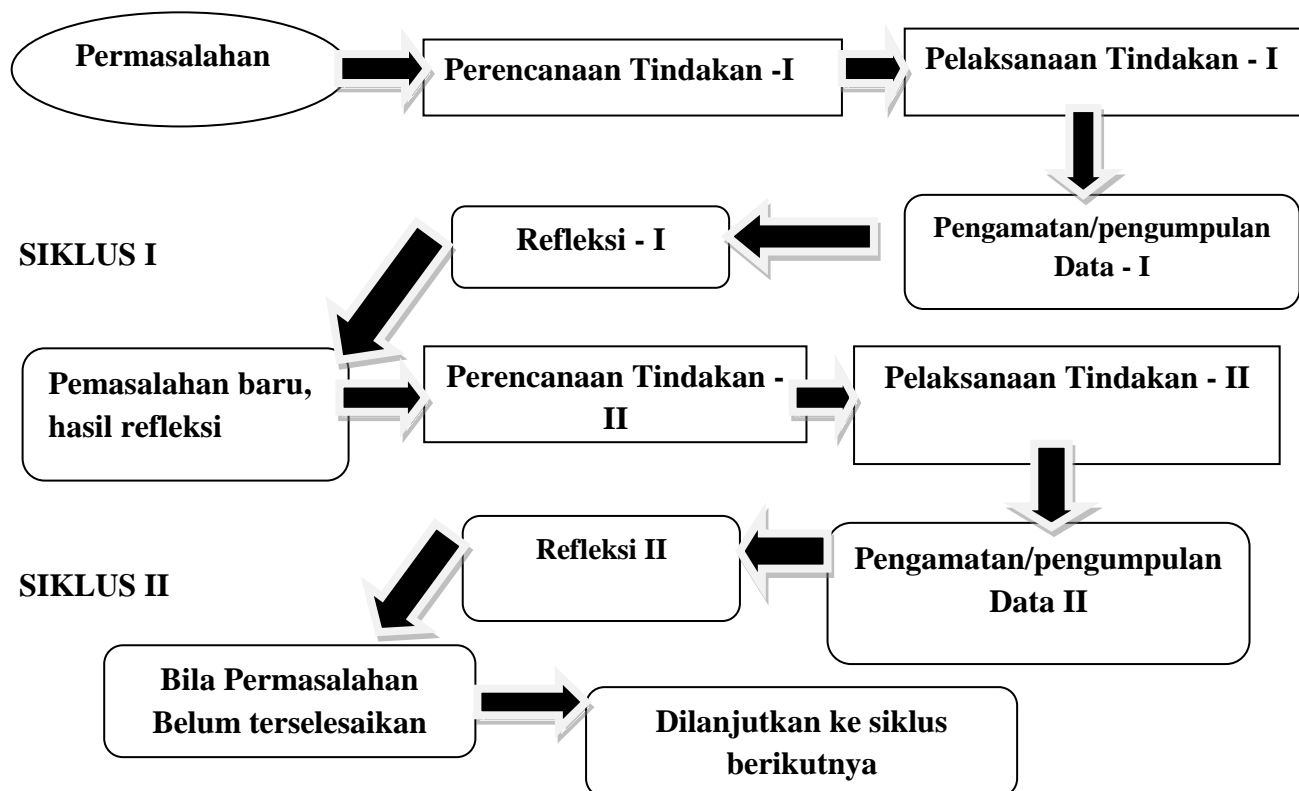 Permasalahan
Perencanaan Tindakan -I
Pelaksanaan Tindakan - I
Pengamatan/pengumpulan
Data - I
Refleksi - I
SIKLUS I
Pemasalahan baru,
hasil refleksi
Perencanaan Tindakan -
II
Pelaksanaan Tindakan - II
Pengamatan/pengumpulan
Data II
Refleksi II
SIKLUS II
Bila Permasalahan
Belum terselesaikan
Dilanjutkan ke siklus
berikutnya